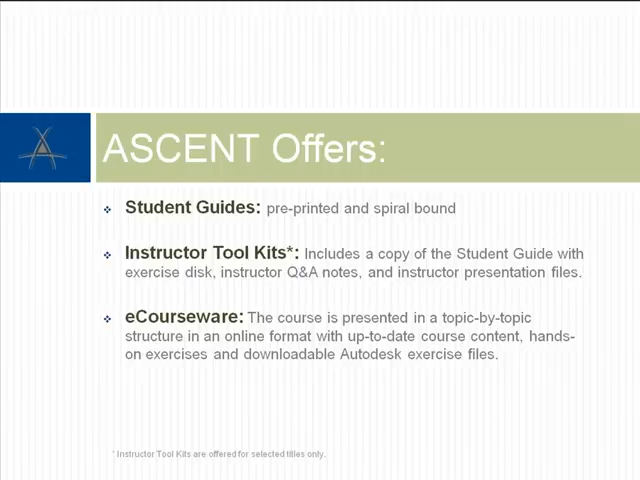 ASCENT Offers:
Student Guides: pre-printed and spiral bound
Instructor Tool Kits*: Includes a copy of the Student Guide with
exercise disk, instructor Q&A notes, and instructor presentation files.
eCourseware: The course is presented in a topic-by-topic
structure in an online format with up-to-date course content, hands-
on exercises and downloadable Autodesk exercise files.
* Instructor Tool Kits are offered for selected titles only.